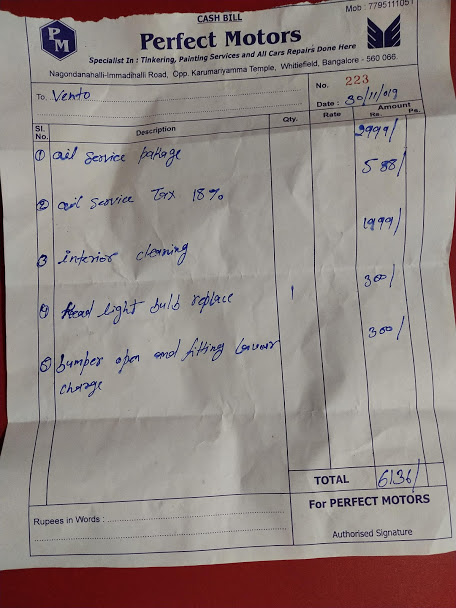 CASH BILL
Mob : 7795111051
PM
Perfect Motors
Specialist In : Tinkering, Painting Services and All Cars Repairs Done Here
Nagondanahalli-Immadihalli Road, Opp. Karumariyamma Temple, Whitiefield, Bangalore - 560 066.
To Vento
No. 223
Date : 30/11/019
Sl. No. Description Qty. Rate Amount Rs. Ps.
① oil service pakage 2999/
② oil service Tax 18% 588/
③ interior cleaning 1999/
④ Head light bulb replace 1 300/
⑤ bumper open and fitting
charge 300/
TOTAL 6136/
Rupees in Words :
For PERFECT MOTORS
Authorised Signature